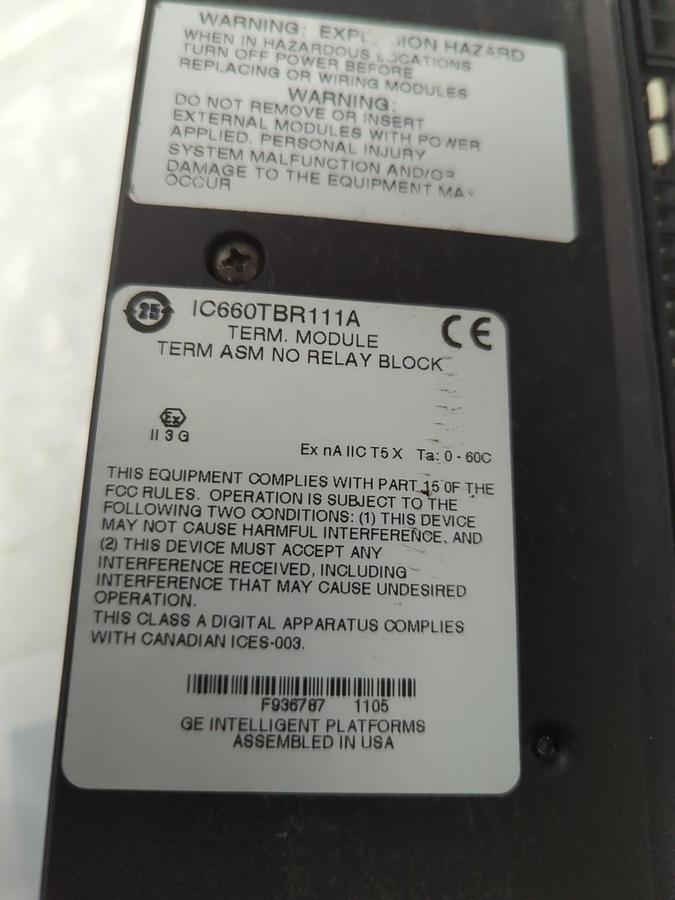 WARNING: HAZARD
WHEN IN HAZARDOUS LOCATIONS
TURN OFF POWER BEFORE
REPLACING OR WIRING MODULES
WARNING:
DO NOT REMOVE OR INSERT
EXTERNAL MODULES WITH POWER
APPLIED. PERSONAL INJURY
SYSTEM MALFUNCTION AND/OR
DAMAGE TO THE EQUIPMENT MAY
OCCUR
25
IC660TBR111A
CE
TERM. MODULE
TERM ASM NO RELAY BLOCK
Ex
II 3 G
Ex nA IIC T5 X Ta: 0 - 60C
THIS EQUIPMENT COMPLIES WITH PART 15 0F THE
FCC RULES. OPERATION IS SUBJECT TO THE
FOLLOWING TWO CONDITIONS: (1) THIS DEVICE
MAY NOT CAUSE HARMFUL INTERFERENCE, AND
(2) THIS DEVICE MUST ACCEPT ANY
INTERFERENCE RECEIVED, INCLUDING
INTERFERENCE THAT MAY CAUSE UNDESIRED
OPERATION.
THIS CLASS A DIGITAL APPARATUS COMPLIES
WITH CANADIAN ICES-003.
F936787 1105
GE INTELLIGENT PLATFORMS
ASSEMBLED IN USA